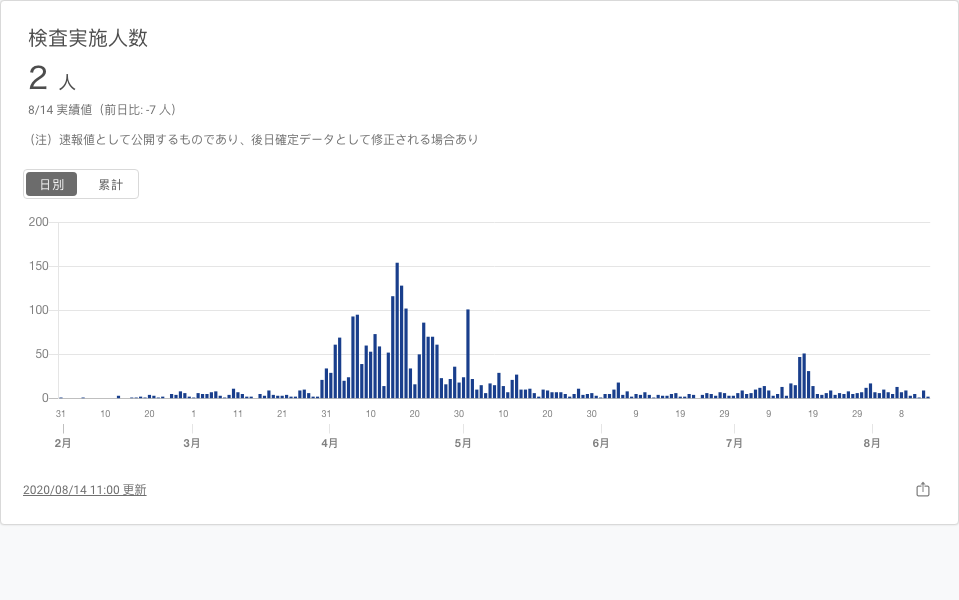 検査実施人数
2 人
8/14 実績値（前日比: -7 人）
（注）速報値として公開するものであり、後日確定データとして修正される場合あり
日別 累計
200
150
100
50
0
31 10 20 1 11 21 31 10 20 30 10 20 30 9 19 29 9 19 29 8
2月 3月 4月 5月 6月 7月 8月
2020/08/14 11:00 更新